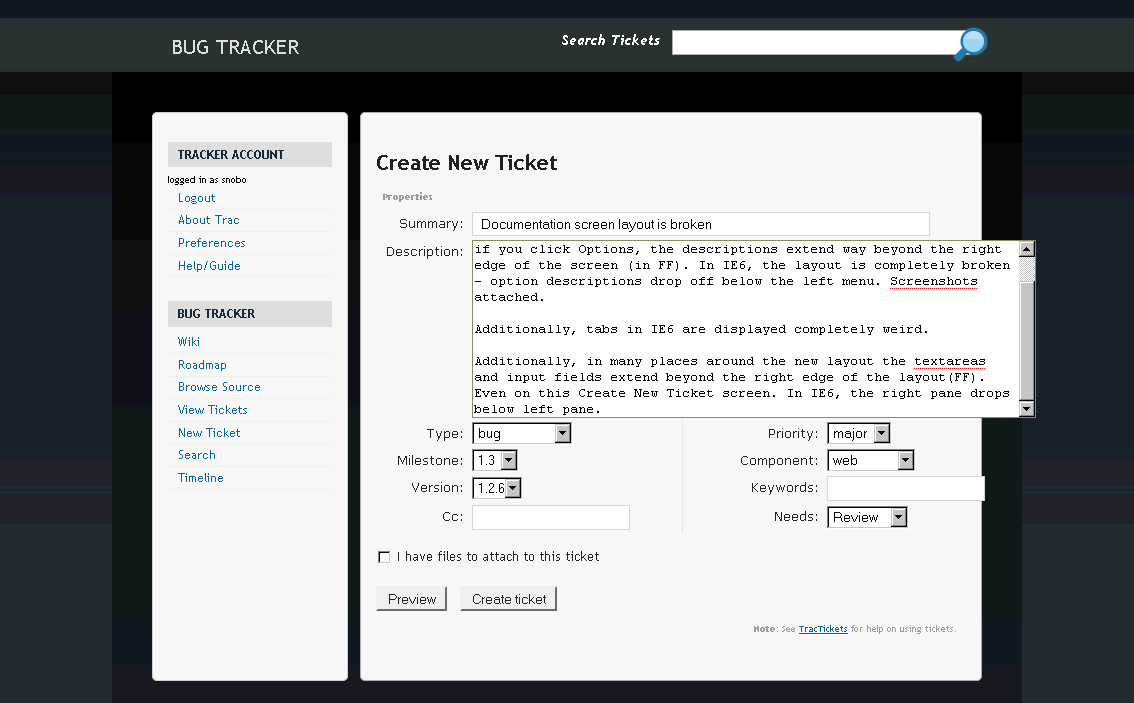 BUG TRACKER
Search Tickets
TRACKER ACCOUNT
logged in as snobo
Logout
About Trac
Preferences
Help/Guide
BUG TRACKER
Wiki
Roadmap
Browse Source
View Tickets
New Ticket
Search
Timeline
Create New Ticket
Properties
Summary: Documentation screen layout is broken
Description: if you click Options, the descriptions extend way beyond the right
edge of the screen (in FF). In IE6, the layout is completely broken
- option descriptions drop off below the left menu. Screenshots
attached.
Additionally, tabs in IE6 are displayed completely weird.
Additionally, in many places around the new layout the textareas
and input fields extend beyond the right edge of the layout(FF).
Even on this Create New Ticket screen. In IE6, the right pane drops
below left pane.
Type: bug Priority: major
Milestone: 1.3 Component: web
Version: 1.2.6 Keywords:
Cc: Needs: Review
I have files to attach to this ticket
Preview Create ticket
Note: See TracTickets for help on using tickets.